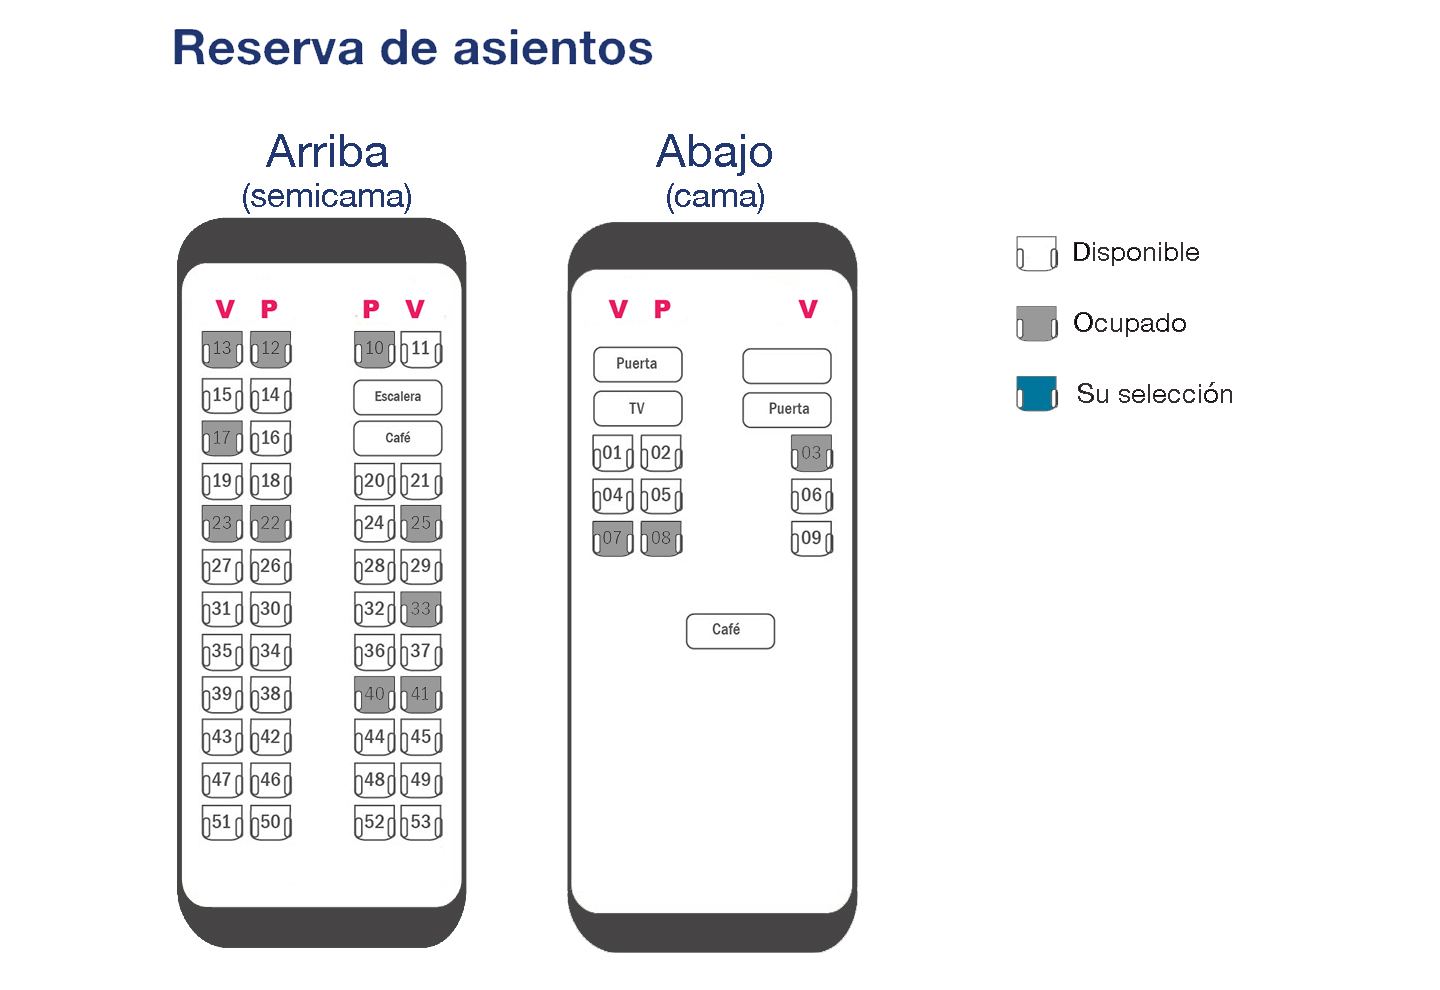 Reserva de asientos
Arriba
(semicama)
Abajo
(cama)
V P P V
13 12 10 11
15 14 Escalera
17 16 Café
19 18 20 21
23 22 24 25
27 26 28 29
31 30 32 33
35 34 36 37
39 38 40 41
43 42 44 45
47 46 48 49
51 50 52 53
V P V
Puerta
TV Puerta
01 02 03
04 05 06
07 08 09
Café
Disponible
Ocupado
Su selección